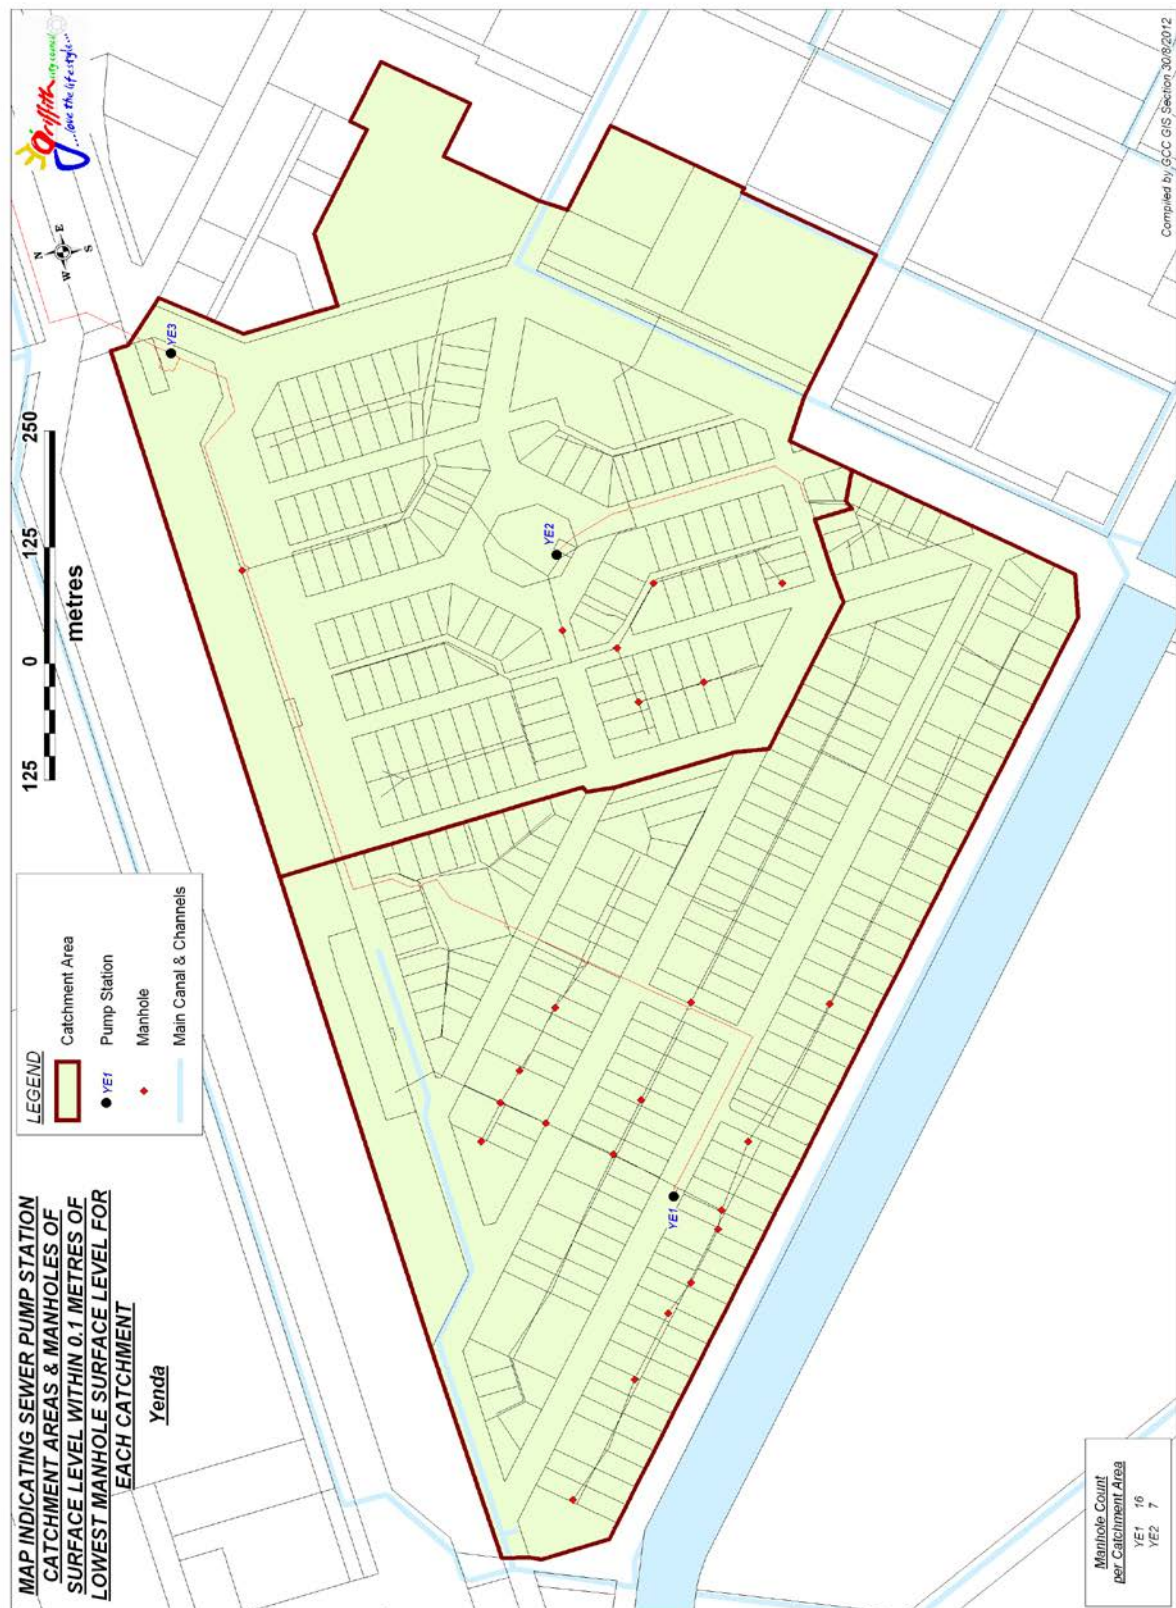 MAP INDICATING SEWER PUMP STATION
CATCHMENT AREAS & MANHOLES OF
SURFACE LEVEL WITHIN 0.1 METRES OF
LOWEST MANHOLE SURFACE LEVEL FOR
EACH CATCHMENT
Yenda
LEGEND
Catchment Area
YE1
Pump Station
Manhole
Main Canal & Channels
125 0 125 250
metres
N
W E
S
Griffith city council
...love the lifestyle...
YE3
YE2
YE1
Manhole Count
per Catchment Area
YE1 16
YE2 7
Compiled by GCC GIS Section 30/8/2012